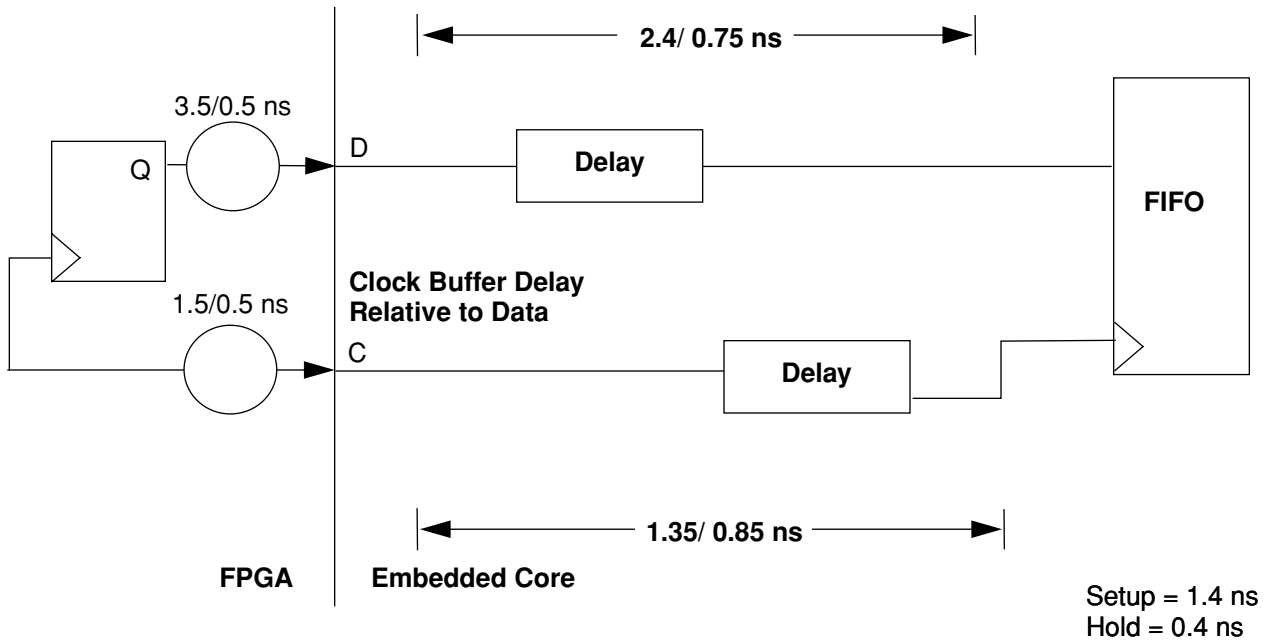 2.4/ 0.75 ns
3.5/0.5 ns
Q
D
Delay
FIFO
Clock Buffer Delay
Relative to Data
1.5/0.5 ns
C
Delay
1.35/ 0.85 ns
FPGA
Embedded Core
Setup = 1.4 ns
Hold = 0.4 ns